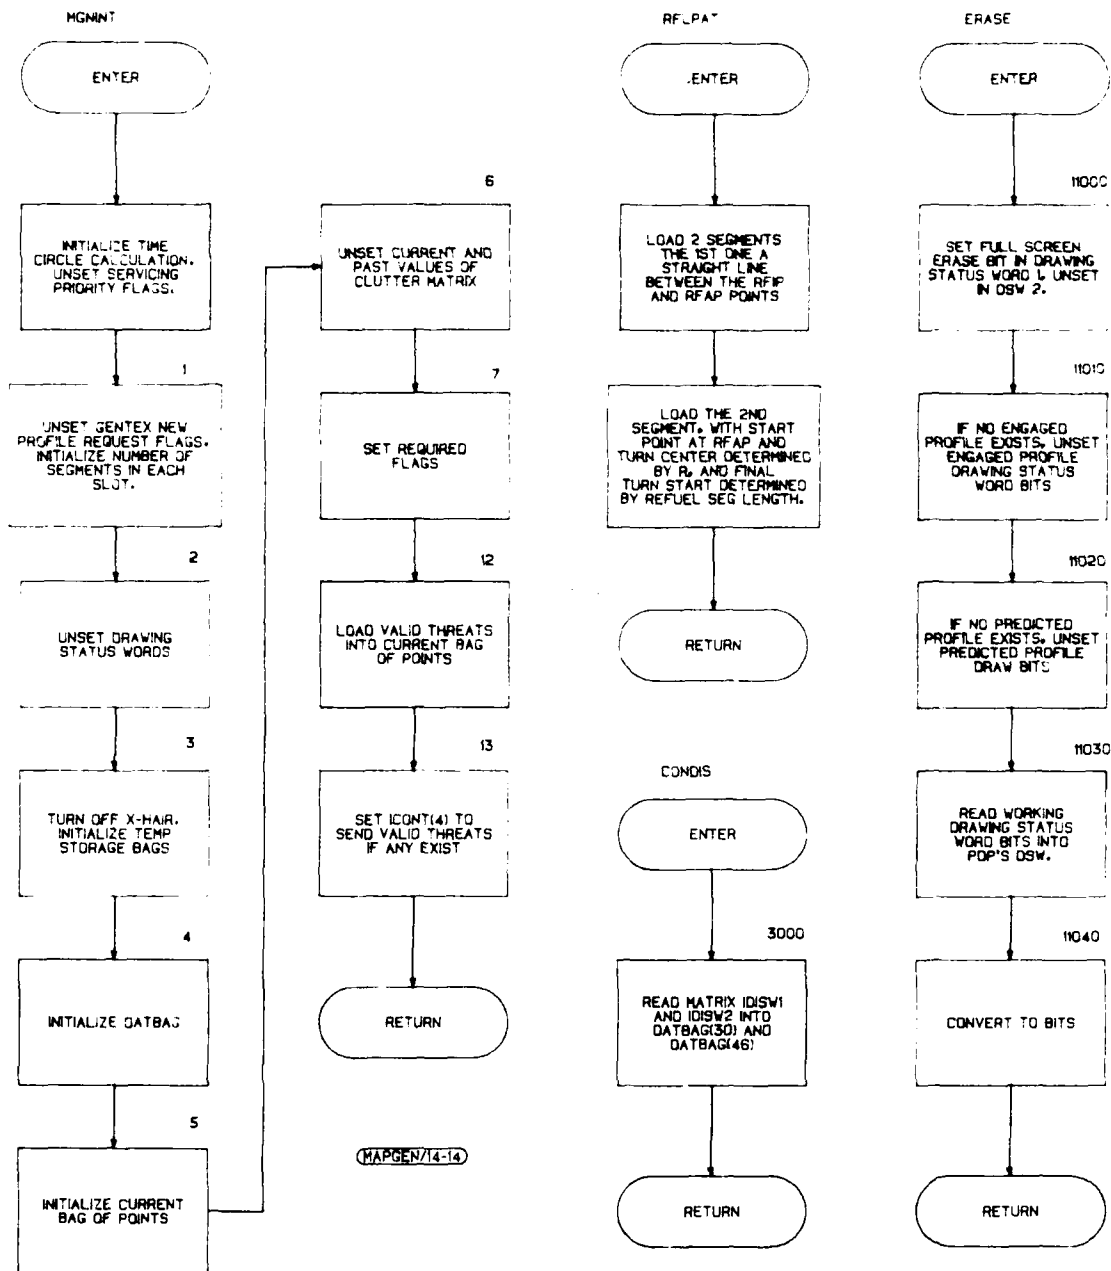 MGNINT
ENTER
INITIALIZE TIME
CIRCLE CALCULATION.
UNSET SERVICING
PRIORITY FLAGS.
1
UNSET GENTEX NEW
PROFILE REQUEST FLAGS.
INITIALIZE NUMBER OF
SEGMENTS IN EACH
SLOT.
2
UNSET DRAWING
STATUS WORDS
3
TURN OFF X-HAIR.
INITIALIZE TEMP
STORAGE BAGS
4
INITIALIZE DATBAG
5
INITIALIZE CURRENT
BAG OF POINTS
6
UNSET CURRENT AND
PAST VALUES OF
CLUTTER MATRIX
7
SET REQUIRED
FLAGS
12
LOAD VALID THREATS
INTO CURRENT BAG
OF POINTS
13
SET ICONT(4) TO
SEND VALID THREATS
IF ANY EXIST
RETURN
MAPGEN/14-14
RFLPAT
ENTER
LOAD 2 SEGMENTS
THE 1ST ONE A
STRAIGHT LINE
BETWEEN THE RFIP
AND RFAP POINTS
LOAD THE 2ND
SEGMENT, WITH START
POINT AT RFAP AND
TURN CENTER DETERMINED
BY R, AND FINAL
TURN START DETERMINED
BY REFUEL SEG LENGTH.
RETURN
CONDIS
ENTER
3000
READ MATRIX IDISW1
AND IDISW2 INTO
DATBAG(30) AND
DATBAG(46)
RETURN
ERASE
ENTER
11000
SET FULL SCREEN
ERASE BIT IN DRAWING
STATUS WORD 1, UNSET
IN DSW 2.
11010
IF NO ENGAGED
PROFILE EXISTS, UNSET
ENGAGED PROFILE
DRAWING STATUS
WORD BITS
11020
IF NO PREDICTED
PROFILE EXISTS, UNSET
PREDICTED PROFILE
DRAW BITS
11030
READ WORKING
DRAWING STATUS
WORD BITS INTO
PDP'S DSW.
11040
CONVERT TO BITS
RETURN